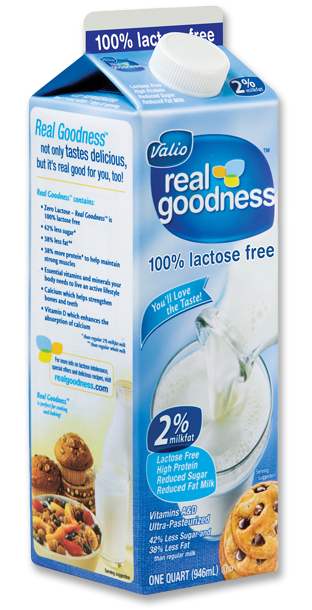 100% lactose free
Lactose Free
High Protein
Reduced Sugar
Reduced Fat Milk
2%
milkfat
Real Goodness™
not only tastes delicious,
but it's real good for you, too!
Real Goodness™ contains:
• Zero Lactose – Real Goodness™ is
100% lactose free
• 42% less sugar*
• 38% less fat**
• 38% more protein* to help maintain
strong muscles
• Essential vitamins and minerals your
body needs to live an active lifestyle
• Calcium which helps strengthen
bones and teeth
• Vitamin D which enhances the
absorption of calcium
* than regular 2% milkfat milk
** than regular whole milk
For more info on lactose intolerance,
special offers and delicious recipes, visit
realgoodness.com
Real Goodness™
is perfect for cooking
and baking
Serving suggestion
Valio
real
goodness™
100% lactose free
You'll Love
the Taste!
2%
milkfat
Lactose Free
High Protein
Reduced Sugar
Reduced Fat Milk
Vitamins A&D
Ultra-Pasteurized
42% Less Sugar and
38% Less Fat
than regular milk
Serving
suggestion
ONE QUART (946mL)